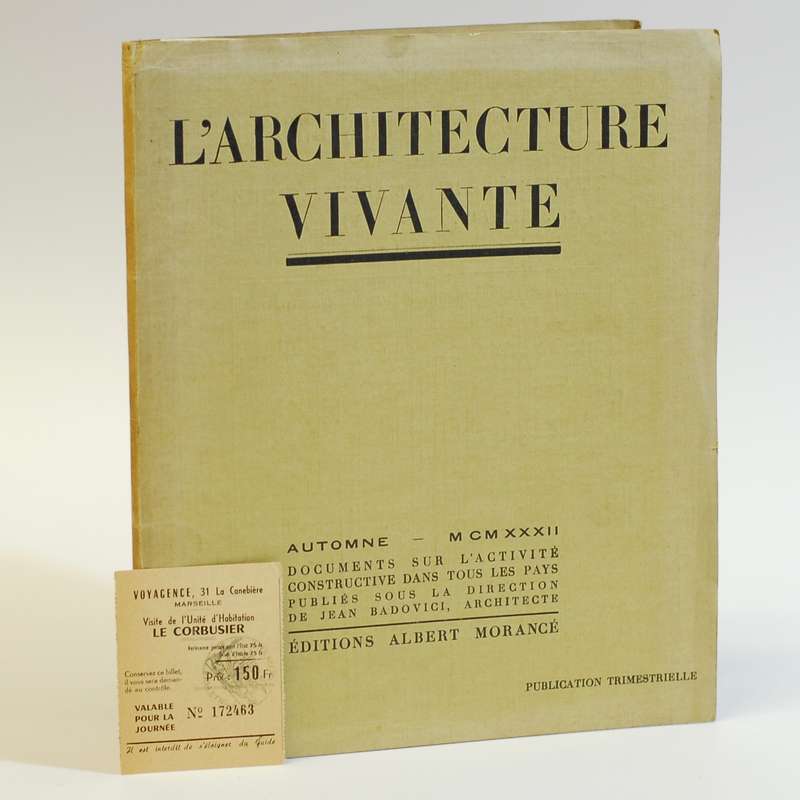 L'ARCHITECTURE
VIVANTE
AUTOMNE — MCMXXXII
DOCUMENTS SUR L'ACTIVITÉ
CONSTRUCTIVE DANS TOUS LES PAYS
PUBLIÉS SOUS LA DIRECTION
DE JEAN BADOVICI, ARCHITECTE
ÉDITIONS ALBERT MORANCÉ
PUBLICATION TRIMESTRIELLE
VOYAGENCE, 31 La Canebière
MARSEILLE
Visite de l'Unité d'Habitation
LE CORBUSIER
Conservez ce billet,
il vous sera deman-
dé au contrôle.
Prix : 150 Fr
VALABLE
POUR LA
JOURNÉE
Nº 172463
Il est interdit de s'éloigner du Guide